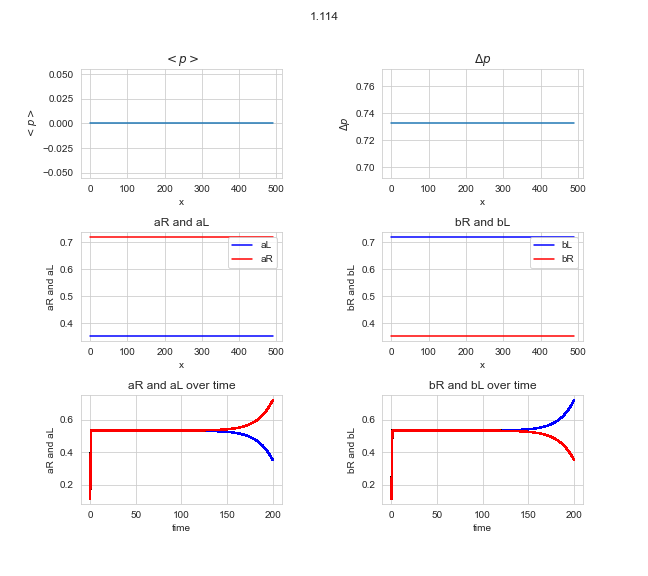 1.114
< p >
Δp
0.050
0.025
0.000
−0.025
−0.050
< p >
0 100 200 300 400 500
x
0.76
0.74
0.72
0.70
Δp
0 100 200 300 400 500
x
aR and aL
bR and bL
0.7
0.6
0.5
0.4
aR and aL
aL
aR
0 100 200 300 400 500
x
0.7
0.6
0.5
0.4
bR and bL
bL
bR
0 100 200 300 400 500
x
aR and aL over time
bR and bL over time
0.6
0.4
0.2
aR and aL
0 50 100 150 200
time
0.6
0.4
0.2
bR and bL
0 50 100 150 200
time